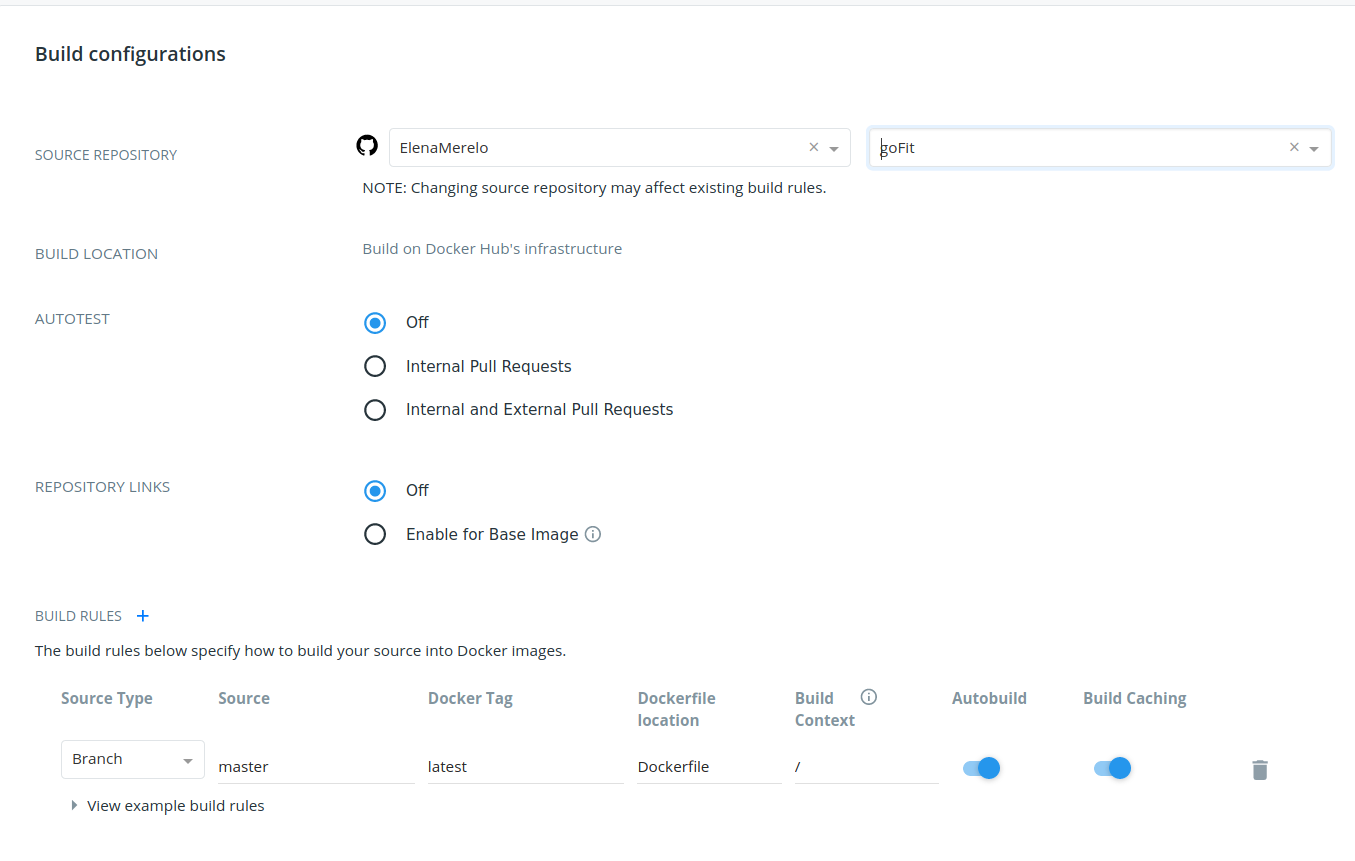 Build configurations
SOURCE REPOSITORY
ElenaMerelo
goFit
NOTE: Changing source repository may affect existing build rules.
BUILD LOCATION
Build on Docker Hub's infrastructure
AUTOTEST
Off
Internal Pull Requests
Internal and External Pull Requests
REPOSITORY LINKS
Off
Enable for Base Image
BUILD RULES +
The build rules below specify how to build your source into Docker images.
Source Type Source Docker Tag Dockerfile location Build Context Autobuild Build Caching
Branch master latest Dockerfile /
View example build rules